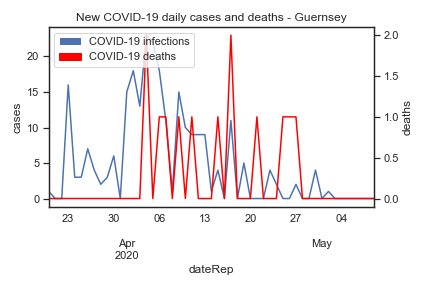 New COVID-19 daily cases and deaths - Guernsey
COVID-19 infections
COVID-19 deaths
cases
20
15
10
5
0
deaths
2.0
1.5
1.0
0.5
0.0
23 30 06 13 20 27 04
Apr May
2020
dateRep